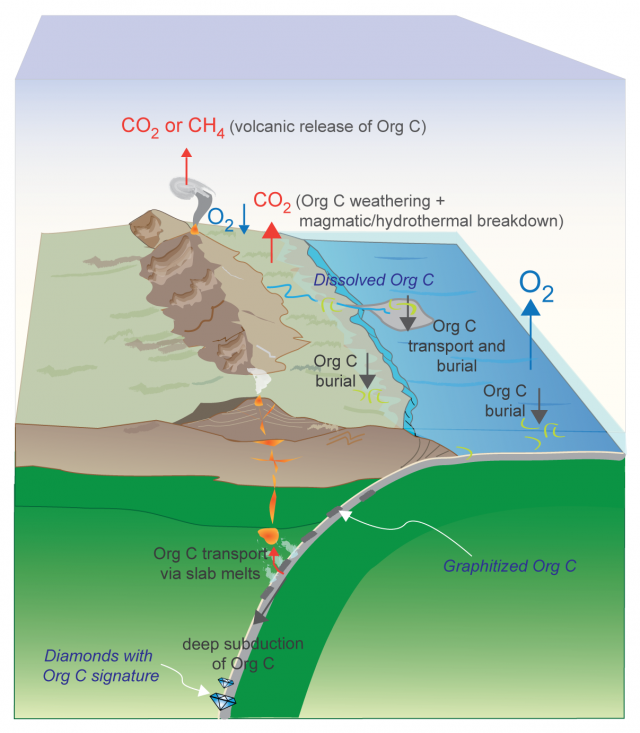 CO2 or CH4 (volcanic release of Org C)
O2
CO2 (Org C weathering +
magmatic/hydrothermal breakdown)
Dissolved Org C
O2
Org C
transport and
burial
Org C
burial
Org C
burial
Org C transport
via slab melts
Graphitized Org C
deep subduction
of Org C
Diamonds with
Org C signature